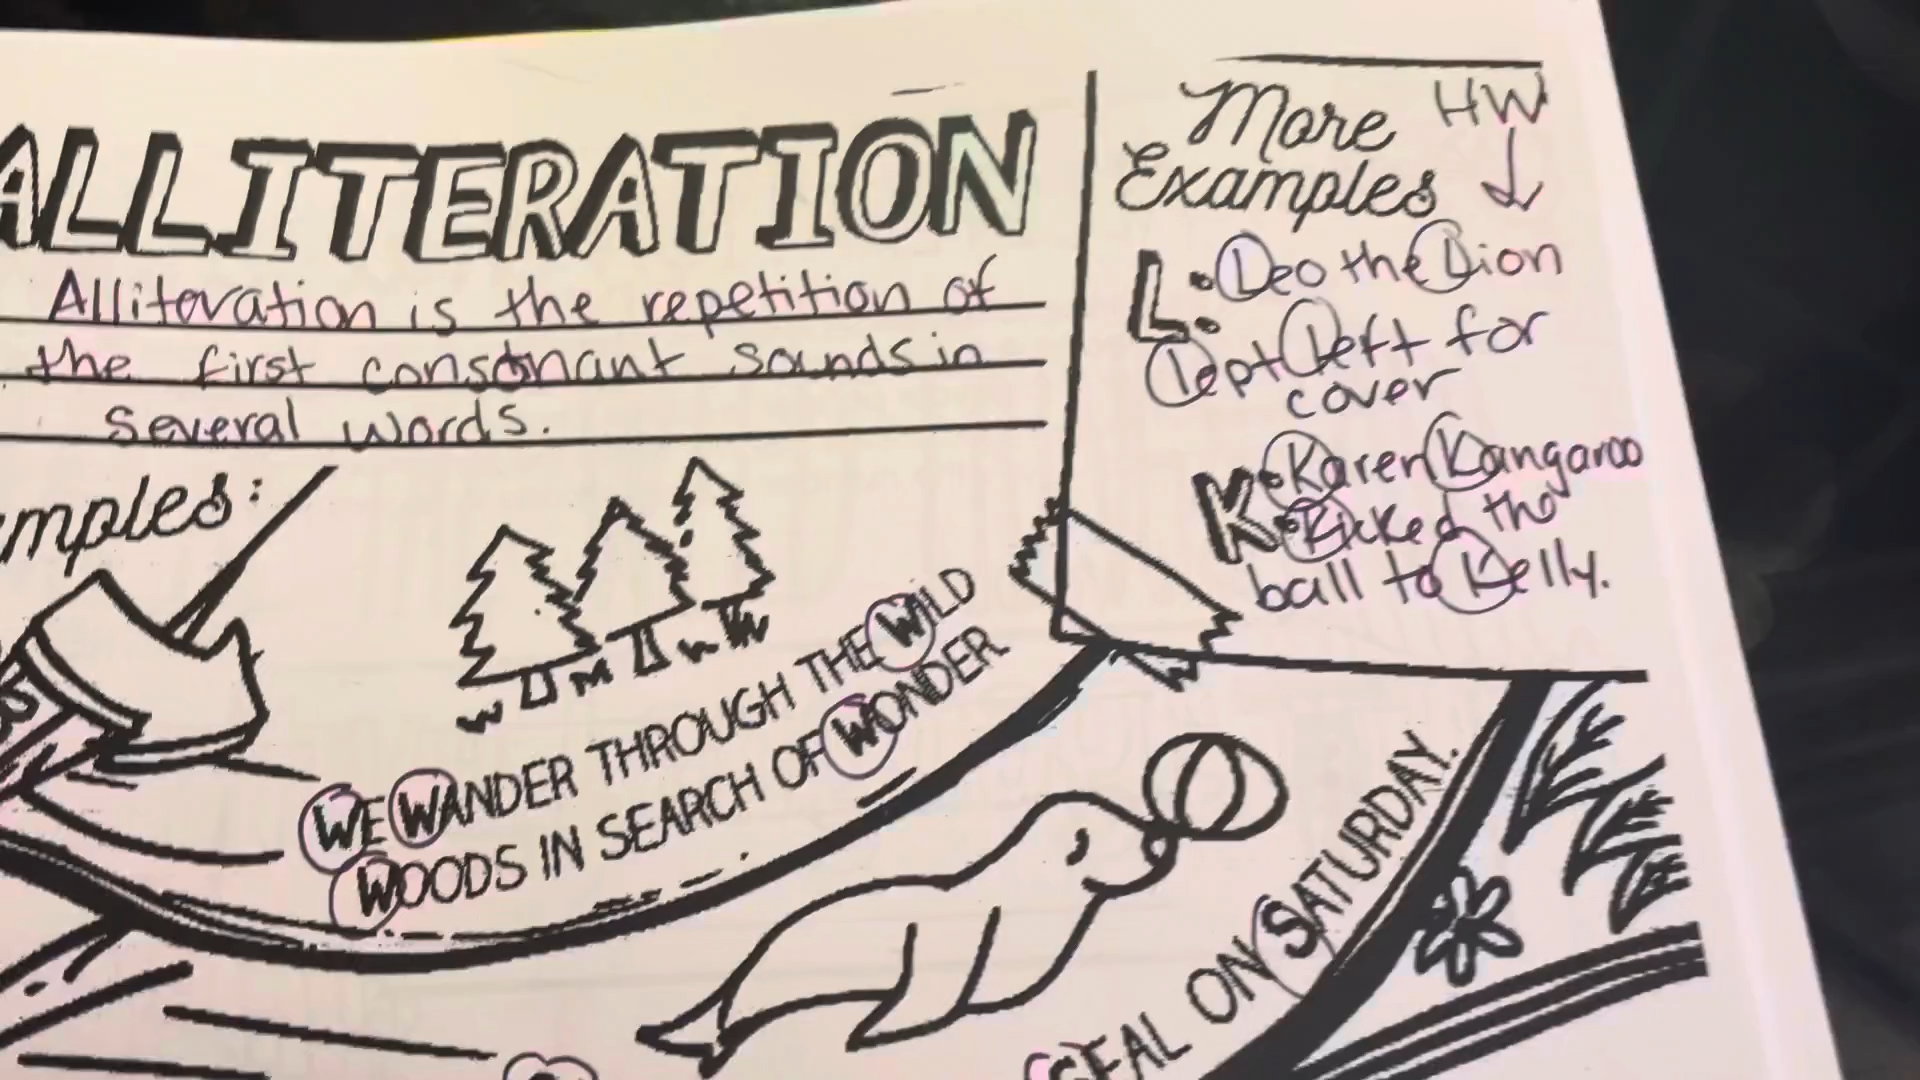 ALLITERATION
Alliteration is the repetition of
the first consonant sounds in
several words.
mples:
WE WANDER THROUGH THE WILD
WOODS IN SEARCH OF WONDER.
More
Examples
HW
L: Leo the Lion
lept left for
cover
K: Karen Kangaroo
Kicked the
ball to Kelly.
SEAL ON SATURDAY.